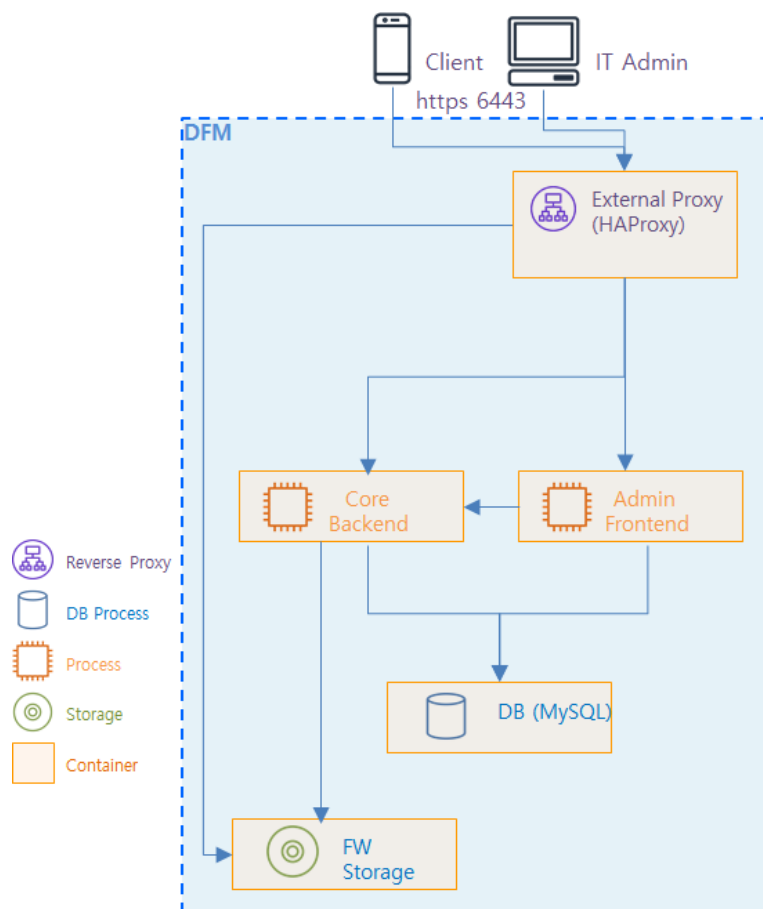 Client
IT Admin
https 6443
DFM
External Proxy
(HAProxy)
Core
Backend
Admin
Frontend
Reverse Proxy
DB Process
Process
Storage
Container
DB (MySQL)
FW
Storage